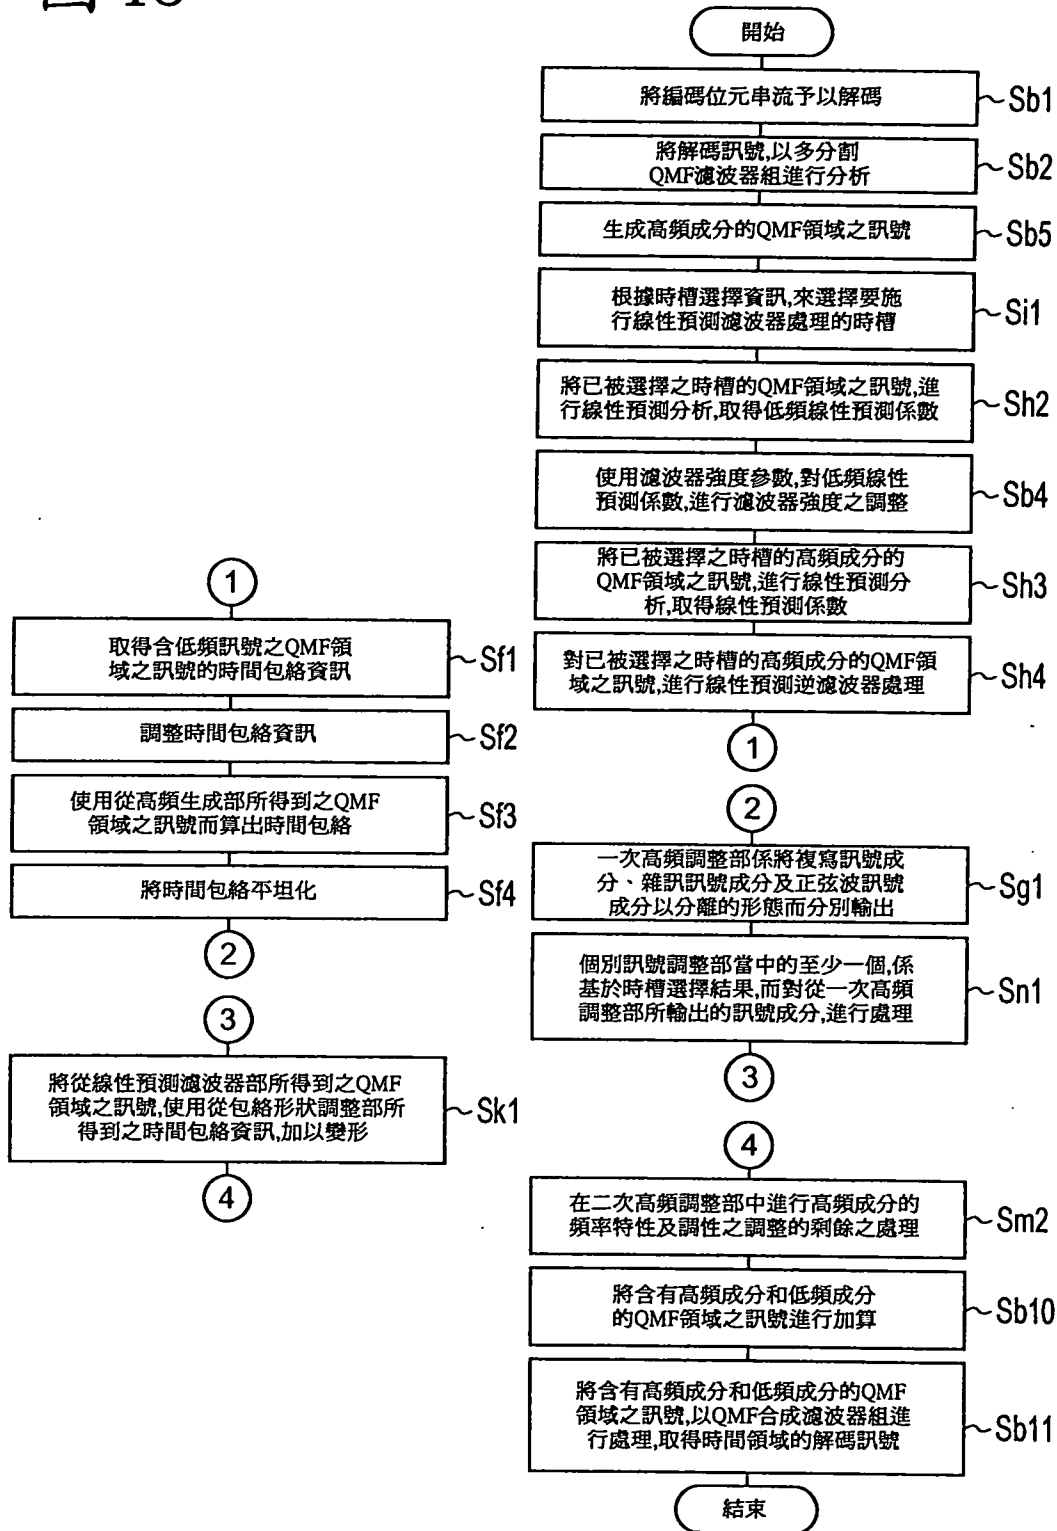 開始
將編碼位元串流予以解碼
Sb1
將解碼訊號,以多分割
QMF濾波器組進行分析
Sb2
生成高頻成分的QMF領域之訊號
Sb5
根據時槽選擇資訊,來選擇要施
行線性預測濾波器處理的時槽
Si1
將已被選擇之時槽的QMF領域之訊號,進
行線性預測分析,取得低頻線性預測係數
Sh2
使用濾波器強度參數,對低頻線性
預測係數,進行濾波器強度之調整
Sb4
將已被選擇之時槽的高頻成分的
QMF領域之訊號,進行線性預測分
析,取得線性預測係數
Sh3
對已被選擇之時槽的高頻成分的QMF領
域之訊號,進行線性預測逆濾波器處理
Sh4
1
1
取得含低頻訊號之QMF領
域之訊號的時間包絡資訊
Sf1
調整時間包絡資訊
Sf2
使用從高頻生成部所得到之QMF
領域之訊號而算出時間包絡
Sf3
將時間包絡平坦化
Sf4
2
2
一次高頻調整部係將複寫訊號成
分、雜訊訊號成分及正弦波訊號
成分以分離的形態而分別輸出
Sg1
個別訊號調整部當中的至少一個,係
基於時槽選擇結果,而對從一次高頻
調整部所輸出的訊號成分,進行處理
Sn1
3
3
將從線性預測濾波器部所得到之QMF
領域之訊號,使用從包絡形狀調整部所
得到之時間包絡資訊,加以變形
Sk1
4
4
在二次高頻調整部中進行高頻成分的
頻率特性及調性之調整的剩餘之處理
Sm2
將含有高頻成分和低頻成分
的QMF領域之訊號進行加算
Sb10
將含有高頻成分和低頻成分的QMF
領域之訊號,以QMF合成濾波器組進
行處理,取得時間領域的解碼訊號
Sb11
結束